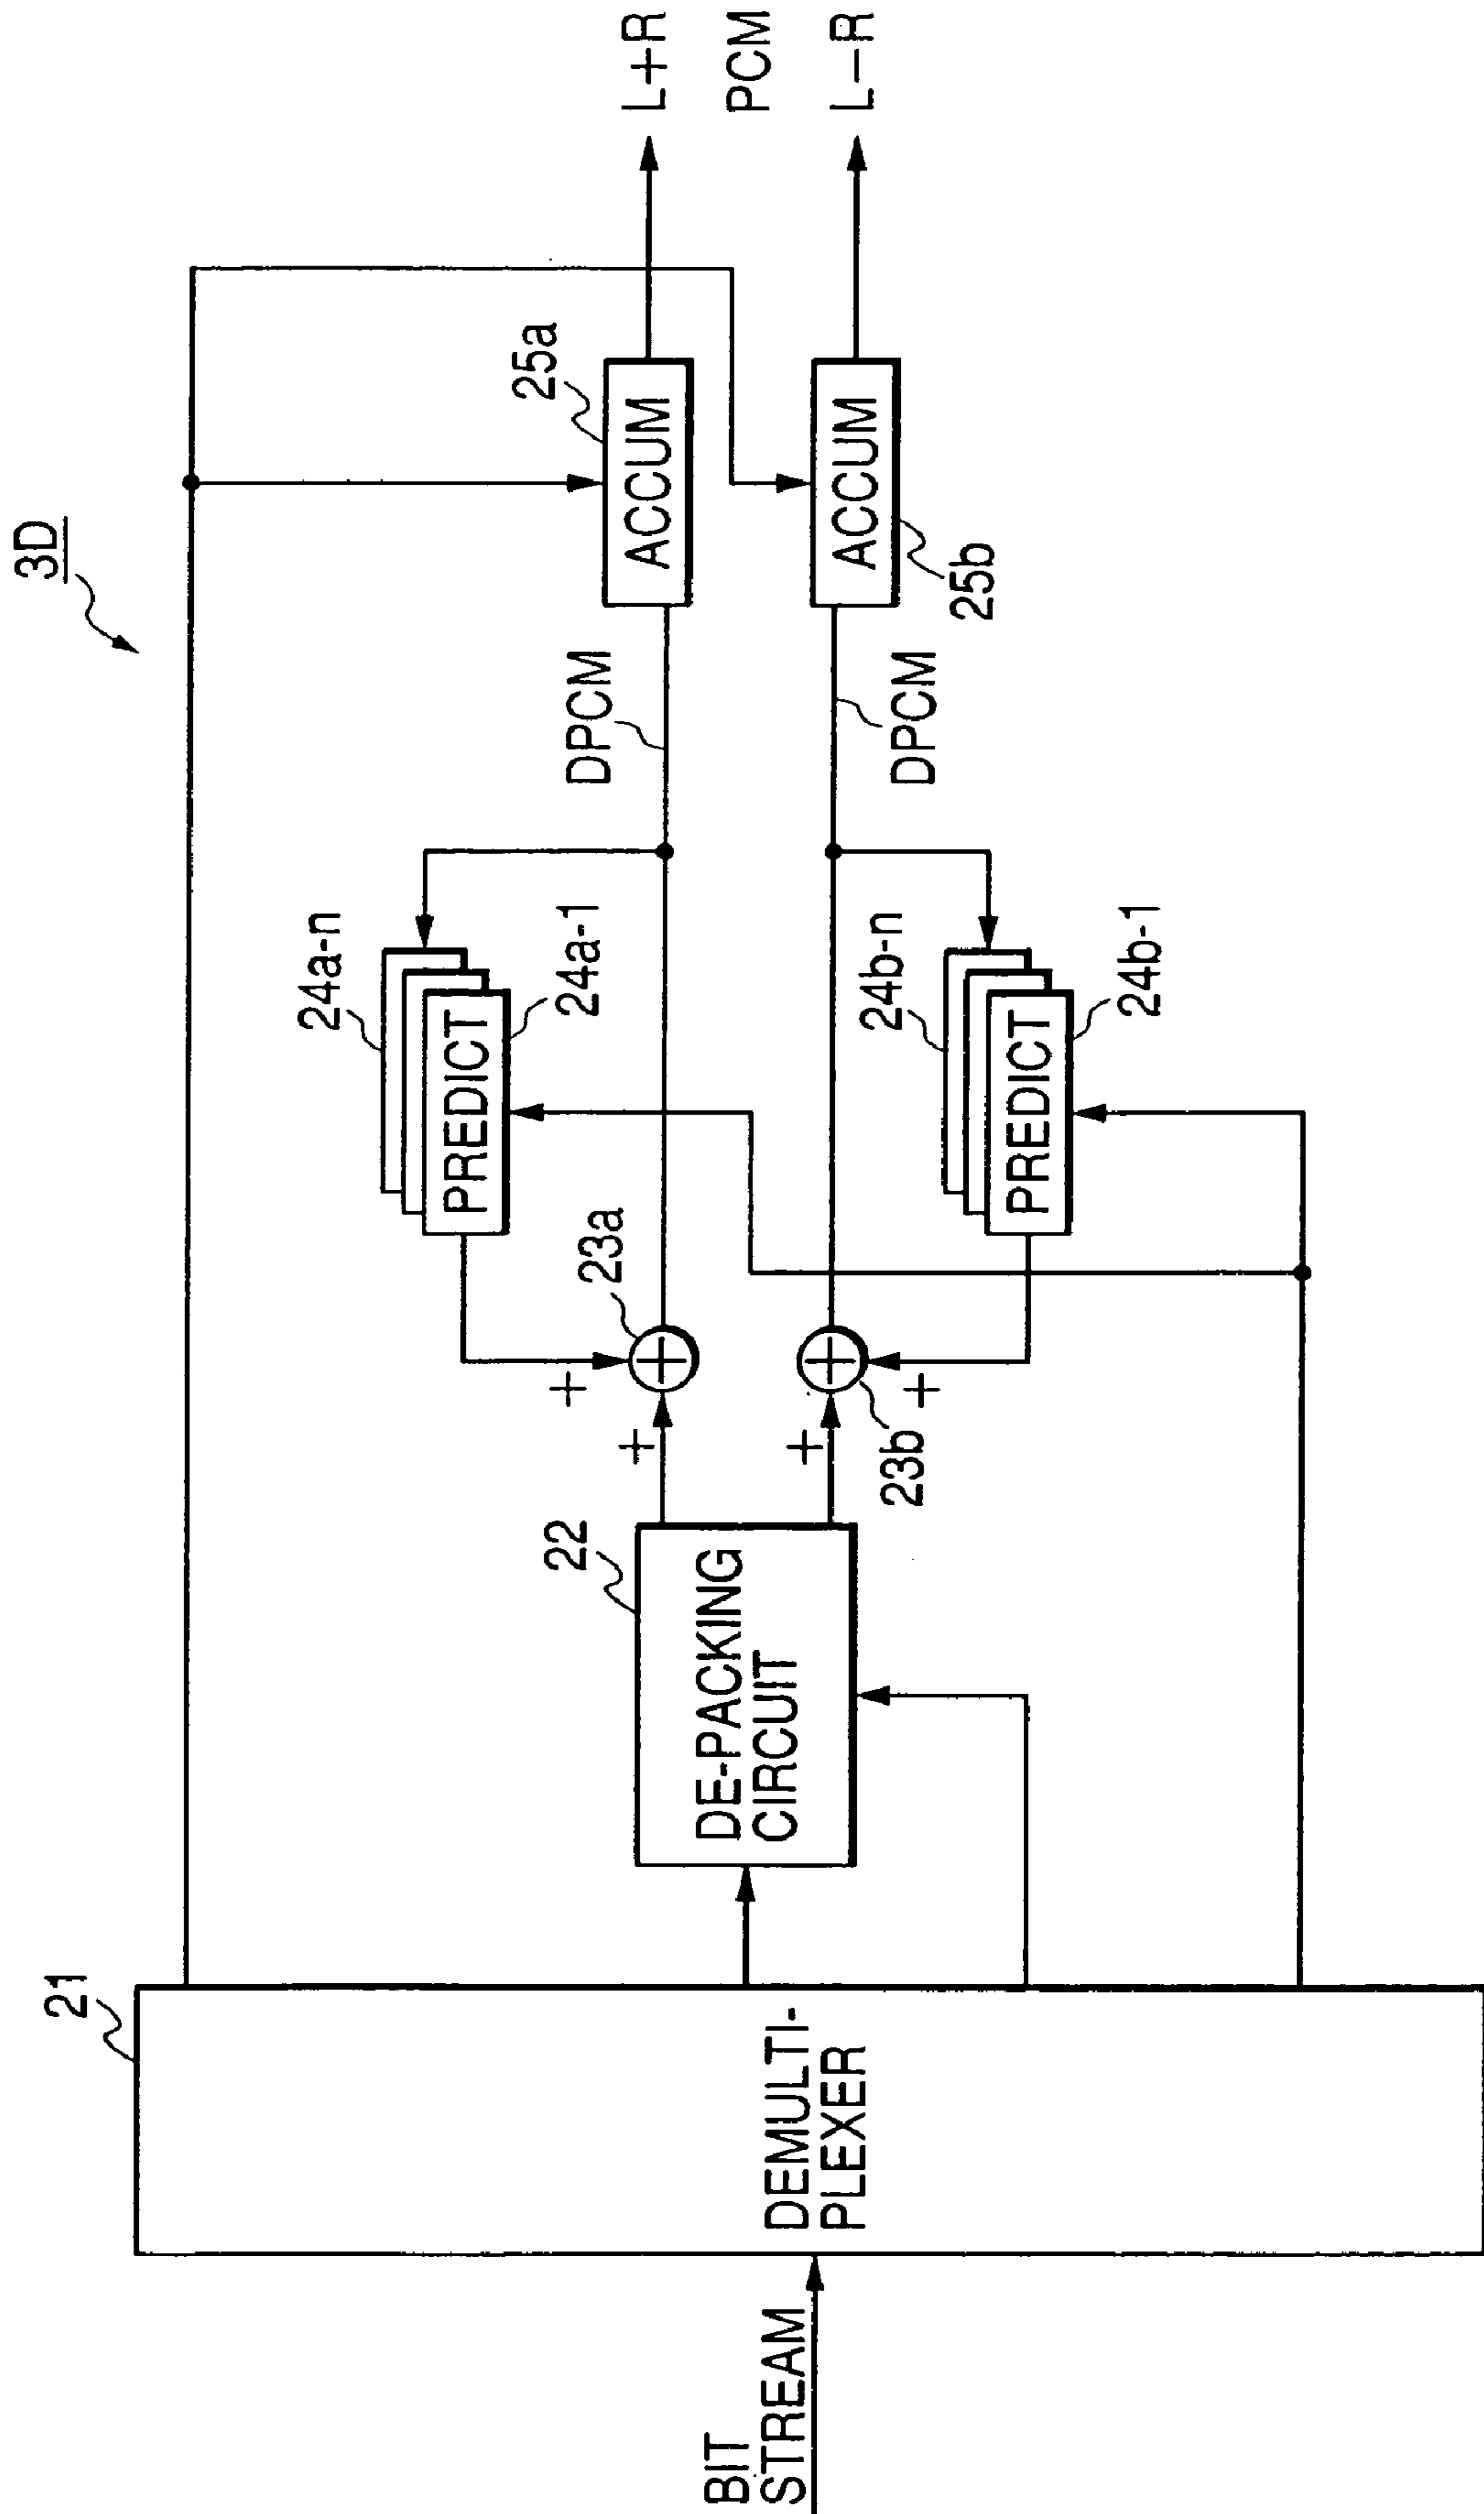 3D
21
BIT
STREAM
DEMULTI-
PLEXER
22
DE-PACKING
CIRCUIT
+
+
+
+
23a
23b
24a-n
24a-1
PREDICT
24b-n
24b-1
PREDICT
DPCM
DPCM
25a
ACCUM
ACCUM
25b
L+R
PCM
L-R